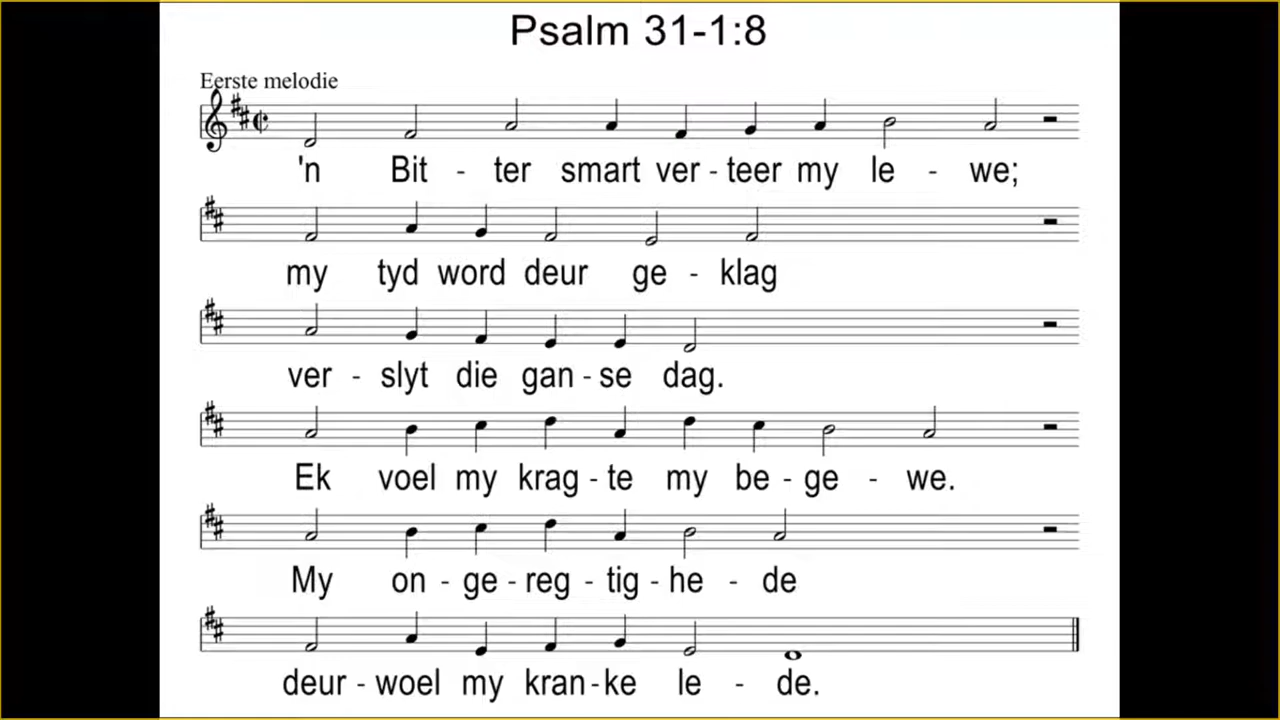 Psalm 31-1:8
Eerste melodie
'n Bit - ter smart ver - teer my le - we;
my tyd word deur ge - klag
ver - slyt die gan - se dag.
Ek voel my krag - te my be - ge - we.
My on - ge - reg - tig - he - de
deur - woel my kran - ke le - de.